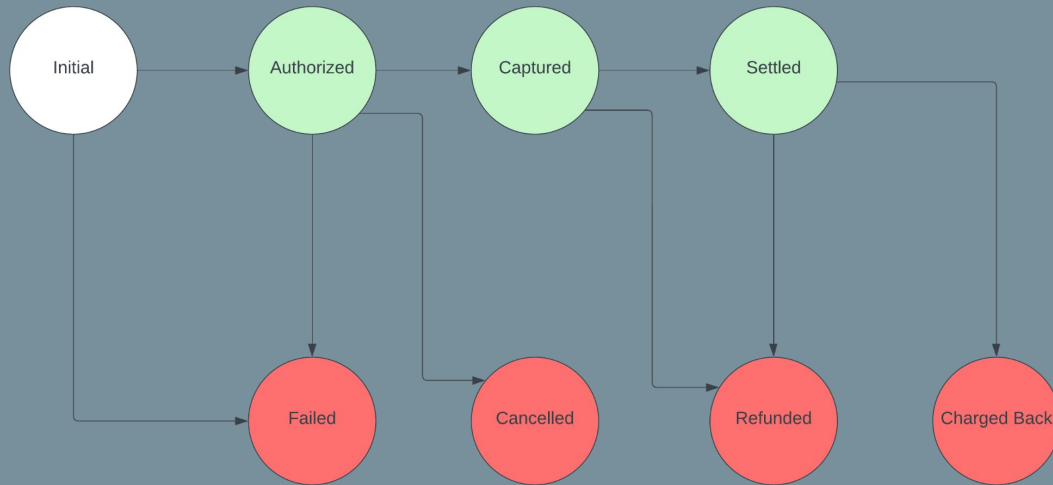 Initial
Authorized
Captured
Settled
Failed
Cancelled
Refunded
Charged Back